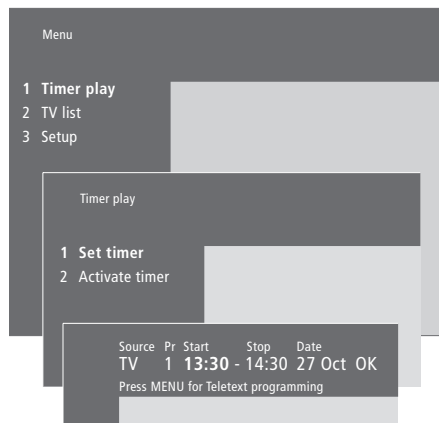 Menu
1 Timer play
2 TV list
3 Setup
Timer play
1 Set timer
2 Activate timer
Source Pr Start Stop Date
TV 1 13:30 - 14:30 27 Oct OK
Press MENU for Teletext programming